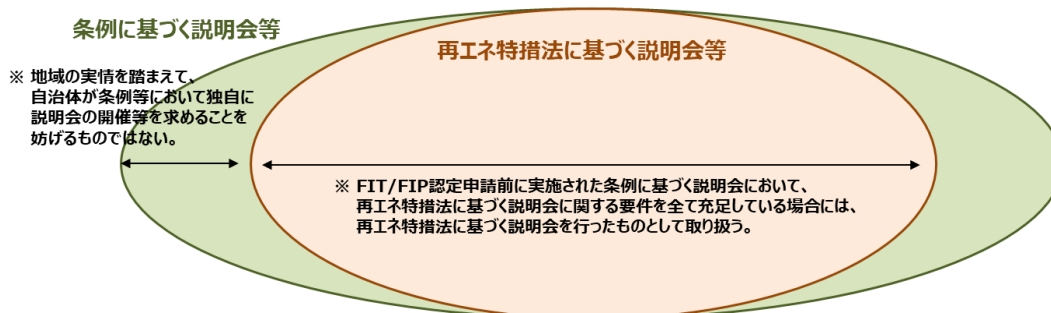 条例に基づく説明会等
再エネ特措法に基づく説明会等
※ 地域の実情を踏まえて、
自治体が条例等において独自に
説明会の開催等を求めることを
妨げるものではない。
※ FIT/FIP認定申請前に実施された条例に基づく説明会において、
再エネ特措法に基づく説明会に関する要件を全て充足している場合には、
再エネ特措法に基づく説明会を行ったものとして取り扱う。